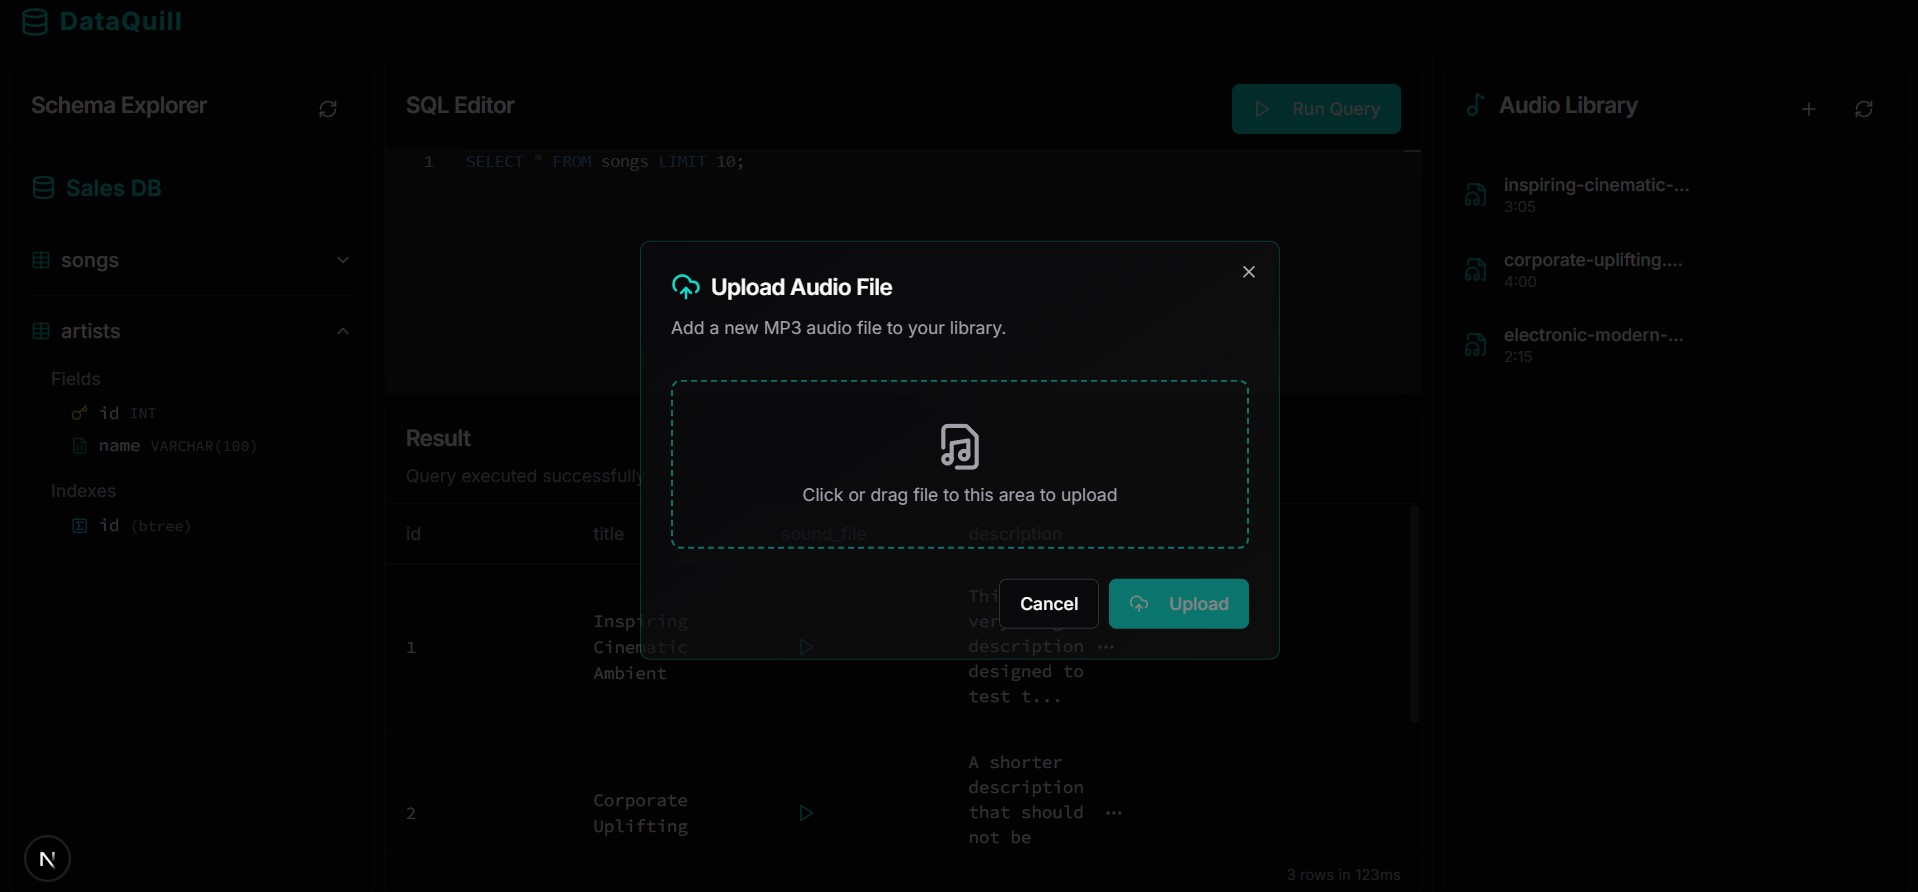 DataQuill
Schema Explorer
Sales DB
songs
artists
Fields
id INT
name VARCHAR(100)
Indexes
id (btree)
SQL Editor
Run Query
1 SELECT * FROM songs LIMIT 10;
Result
Query executed successfully
id title sound_file description
1
Inspiring
Cinematic
Ambient
description ...
designed to
test t...
2
Corporate
Uplifting
A shorter
description
that should ...
not be
3 rows in 123ms
Upload Audio File
Add a new MP3 audio file to your library.
Click or drag file to this area to upload
Cancel
Upload
Audio Library
inspiring-cinematic-...
3:05
corporate-uplifting....
4:00
electronic-modern-...
2:15
N